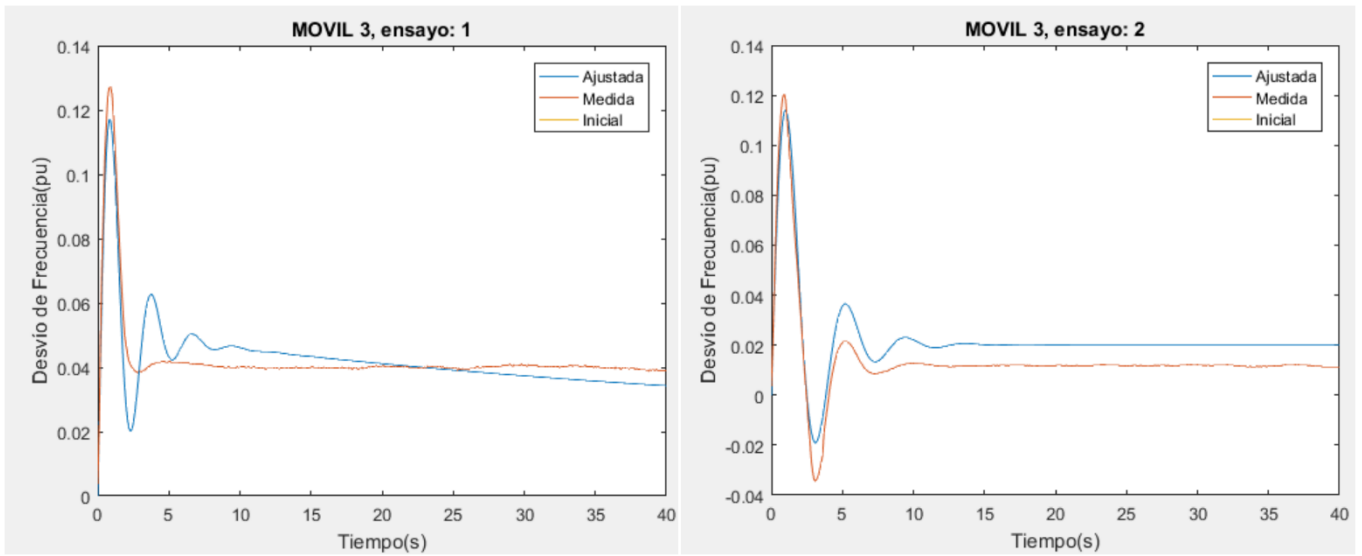 MOVIL 3, ensayo: 1
0.14
0.12
0.1
0.08
0.06
0.04
0.02
0
Desvio de Frecuencia(pu)
Ajustada
Medida
Inicial
0 5 10 15 20 25 30 35 40
Tiempo(s)
MOVIL 3, ensayo: 2
0.14
0.12
0.1
0.08
0.06
0.04
0.02
0
-0.02
-0.04
Desvio de Frecuencia(pu)
Ajustada
Medida
Inicial
0 5 10 15 20 25 30 35 40
Tiempo(s)